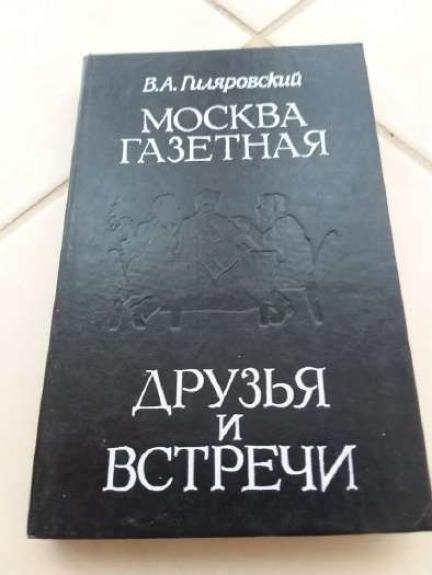 В.А.Гиляровский
МОСКВА
ГАЗЕТНАЯ
ДРУЗЬЯ
И
ВСТРЕЧИ